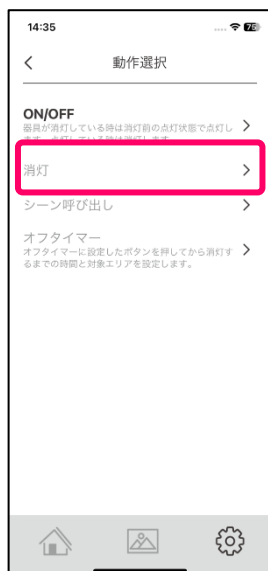 14:35
動作選択
ON/OFF
器具が消灯している時は消灯前の点灯状態で点灯し
ます。点灯している時は消灯します。
消灯
シーン呼び出し
オフタイマー
オフタイマーに設定したボタンを押してから消灯す
るまでの時間と対象エリアを設定します。